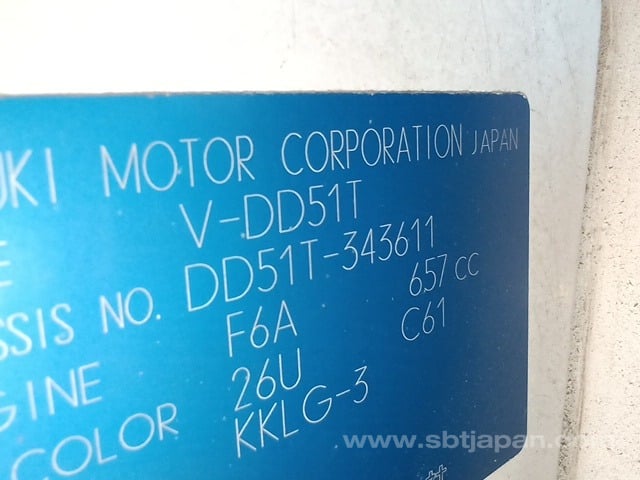 UKI MOTOR CORPORATION JAPAN
E V-DD51T
SSIS NO. DD51T-343611
GINE F6A 657 CC
COLOR 26U C61
KKLG-3
www.sbtjapan.com